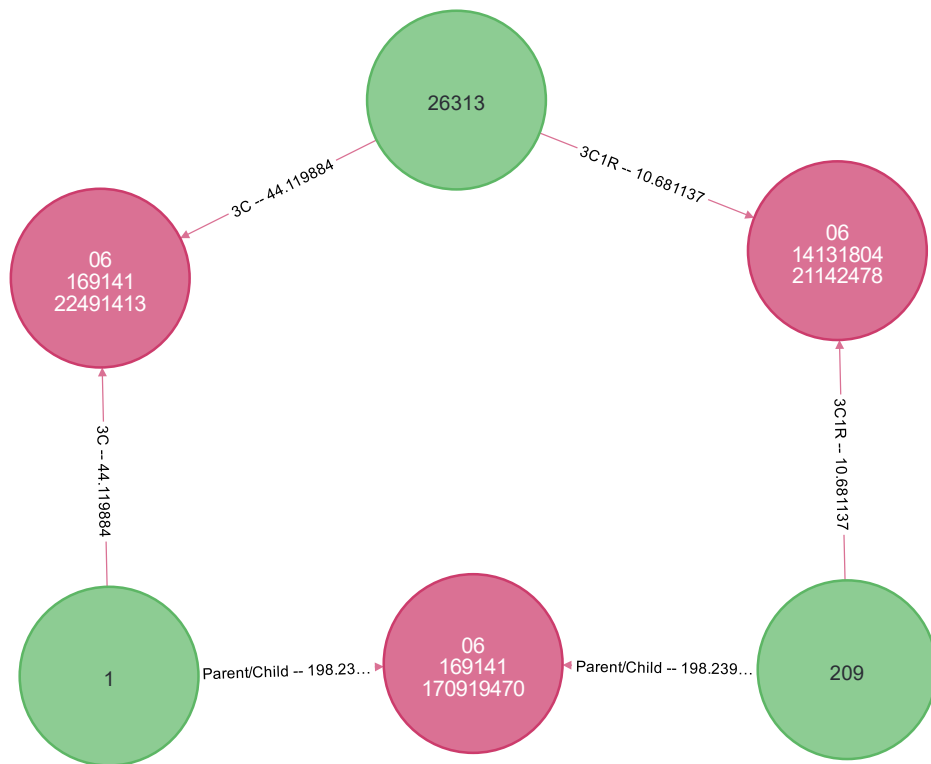 26313
3C -- 44.119884
3C1R -- 10.681137
06
169141
22491413
06
14131804
21142478
3C -- 44.119884
3C1R -- 10.681137
1
Parent/Child -- 198.23…
06
169141
170919470
Parent/Child -- 198.239…
209